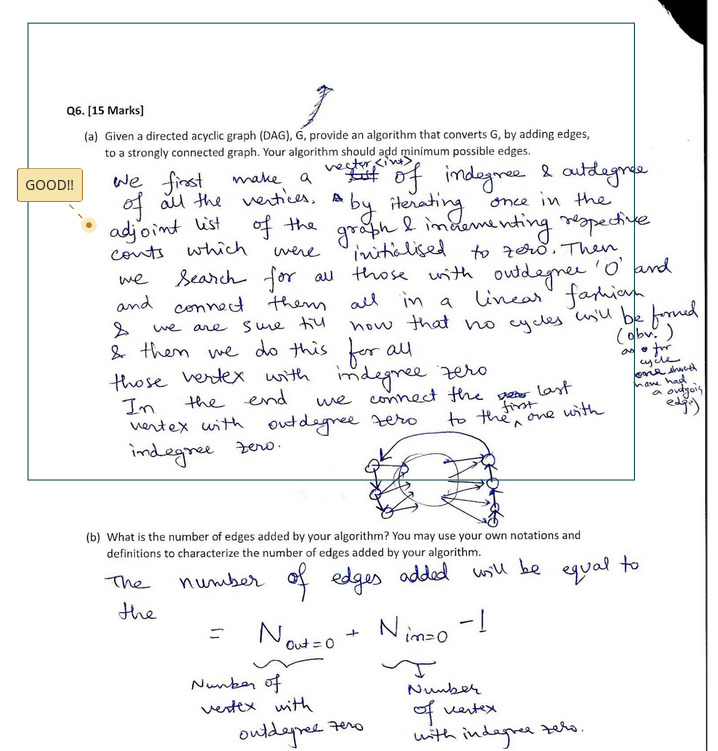 Q6. [15 Marks]
(a) Given a directed acyclic graph (DAG), G, provide an algorithm that converts G, by adding edges,
to a strongly connected graph. Your algorithm should add minimum possible edges.
GOOD!!
vector<int>
We first make a of indegree & outdegree
of all the vertices. by iterating once in the
adjoint list of the graph & incrementing respective
conts which were initialised to zero. Then
we search for all those with outdegree '0' and
and connect them all in a linear fashion
& we are sure till now that no cycles will be formed
(obv.)
as for
cycle
one should
have had
a outgoing
edge)
& then we do this for all
those vertex with indegree zero
In the end we connect the last
vertex with outdegree zero to the first one with
indegree zero.
(b) What is the number of edges added by your algorithm? You may use your own notations and
definitions to characterize the number of edges added by your algorithm.
The number of edges added will be equal to
the
= N out=0 + N in=0 -1
Number of
vertex with
outdegree zero
Number
of vertex
with indegree zero.